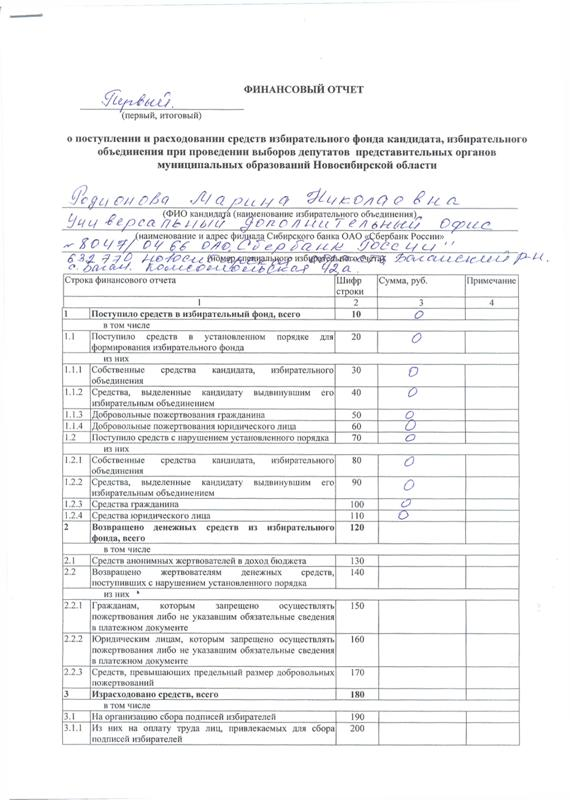 ФИНАНСОВЫЙ ОТЧЕТ
Первый.
(первый, итоговый)
о поступлении и расходовании средств избирательного фонда кандидата, избирательного
объединения при проведении выборов депутатов представительных органов
муниципальных образований Новосибирской области
Родионова Марина Николаевна
(ФИО кандидата (наименование избирательного объединения)
Универсальный дополнительный офис
(наименование и адрес филиала Сибирского банка ОАО «Сбербанк России»
№8047/0466 ОАО „Сбербанк России"
(номер специального избирательного счета)
632770 Новосибирская область Баганский р-н.
с. Баган. Комсомольская 42а.
Строка финансового отчета Шифр строки Сумма, руб. Примечание
1 2 3 4
1 Поступило средств в избирательный фонд, всего 10 0
в том числе
1.1 Поступило средств в установленном порядке для 20 0
формирования избирательного фонда
из них
1.1.1 Собственные средства кандидата, избирательного 30 0
объединения
1.1.2 Средства, выделенные кандидату выдвинувшим его 40 0
избирательным объединением
1.1.3 Добровольные пожертвования гражданина 50 0
1.1.4 Добровольные пожертвования юридического лица 60 0
1.2 Поступило средств с нарушением установленного порядка 70 0
из них
1.2.1 Собственные средства кандидата, избирательного 80 0
объединения
1.2.2 Средства, выделенные кандидату выдвинувшим его 90 0
избирательным объединением
1.2.3 Средства гражданина 100 0
1.2.4 Средства юридического лица 110 0
2 Возвращено денежных средств из избирательного 120
фонда, всего
в том числе
2.1 Средств анонимных жертвователей в доход бюджета 130
2.2 Возвращено жертвователям денежных средств, 140
поступивших с нарушением установленного порядка
из них
2.2.1 Гражданам, которым запрещено осуществлять 150
пожертвования либо не указавшим обязательные сведения
в платежном документе
2.2.2 Юридическим лицам, которым запрещено осуществлять 160
пожертвования либо не указавшим обязательные сведения
в платежном документе
2.2.3 Средств, превышающих предельный размер добровольных 170
пожертвований
3 Израсходовано средств, всего 180
в том числе
3.1 На организацию сбора подписей избирателей 190
3.1.1 Из них на оплату труда лиц, привлекаемых для сбора 200
подписей избирателей